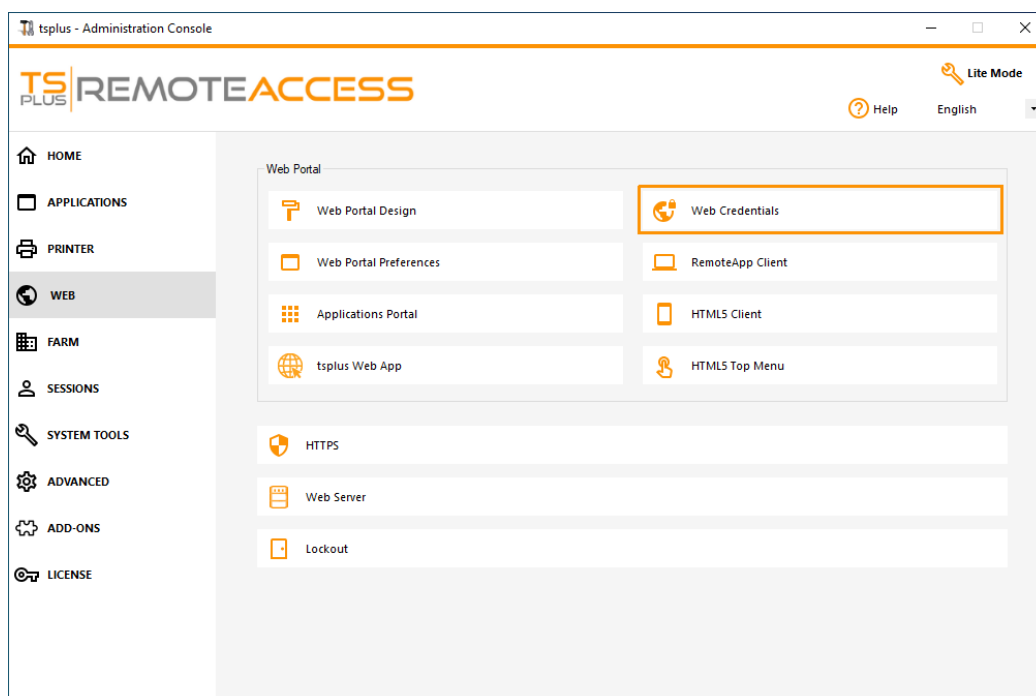 tsplus - Administration Console
TS PLUS REMOTEACCESS
Lite Mode
Help
English
HOME
APPLICATIONS
PRINTER
WEB
FARM
SESSIONS
SYSTEM TOOLS
ADVANCED
ADD-ONS
LICENSE
Web Portal
Web Portal Design
Web Credentials
Web Portal Preferences
RemoteApp Client
Applications Portal
HTML5 Client
tsplus Web App
HTML5 Top Menu
HTTPS
Web Server
Lockout